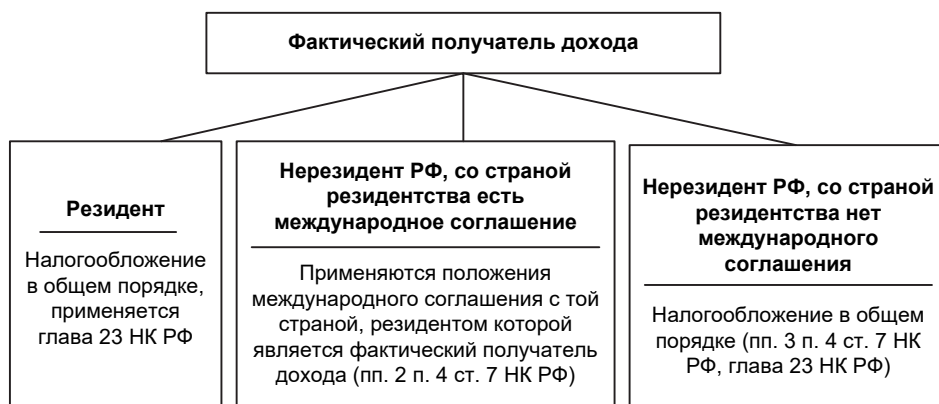 Фактический получатель дохода
Резидент
Налогообложение
в общем порядке,
применяется
глава 23 НК РФ
Нерезидент РФ, со страной
резидентства есть
международное соглашение
Применяются положения
международного соглашения с той
страной, резидентом которой
является фактический получатель
дохода (пп. 2 п. 4 ст. 7 НК РФ)
Нерезидент РФ, со страной
резидентства нет
международного
соглашения
Налогообложение в общем
порядке (пп. 3 п. 4 ст. 7 НК
РФ, глава 23 НК РФ)